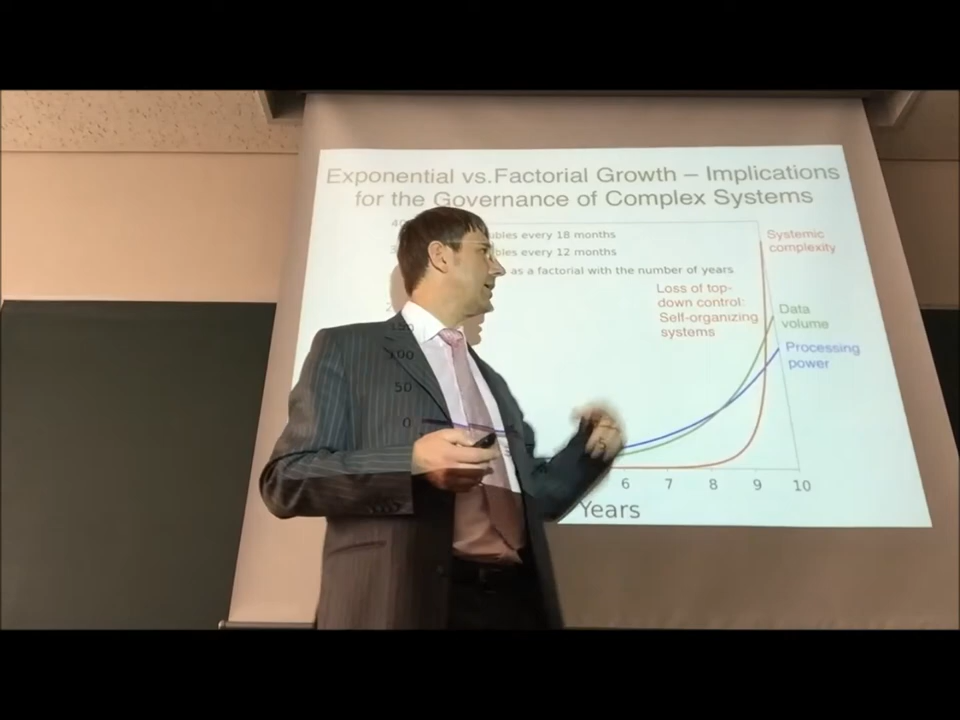 Exponential vs. Factorial Growth – Implications
for the Governance of Complex Systems
every 18 months
every 12 months
as a factorial with the number of years
Systemic
complexity
Loss of top-
down control:
Self-organizing
systems
Data
volume
Processing
power
150
100
50
0
6 7 8 9 10
Years